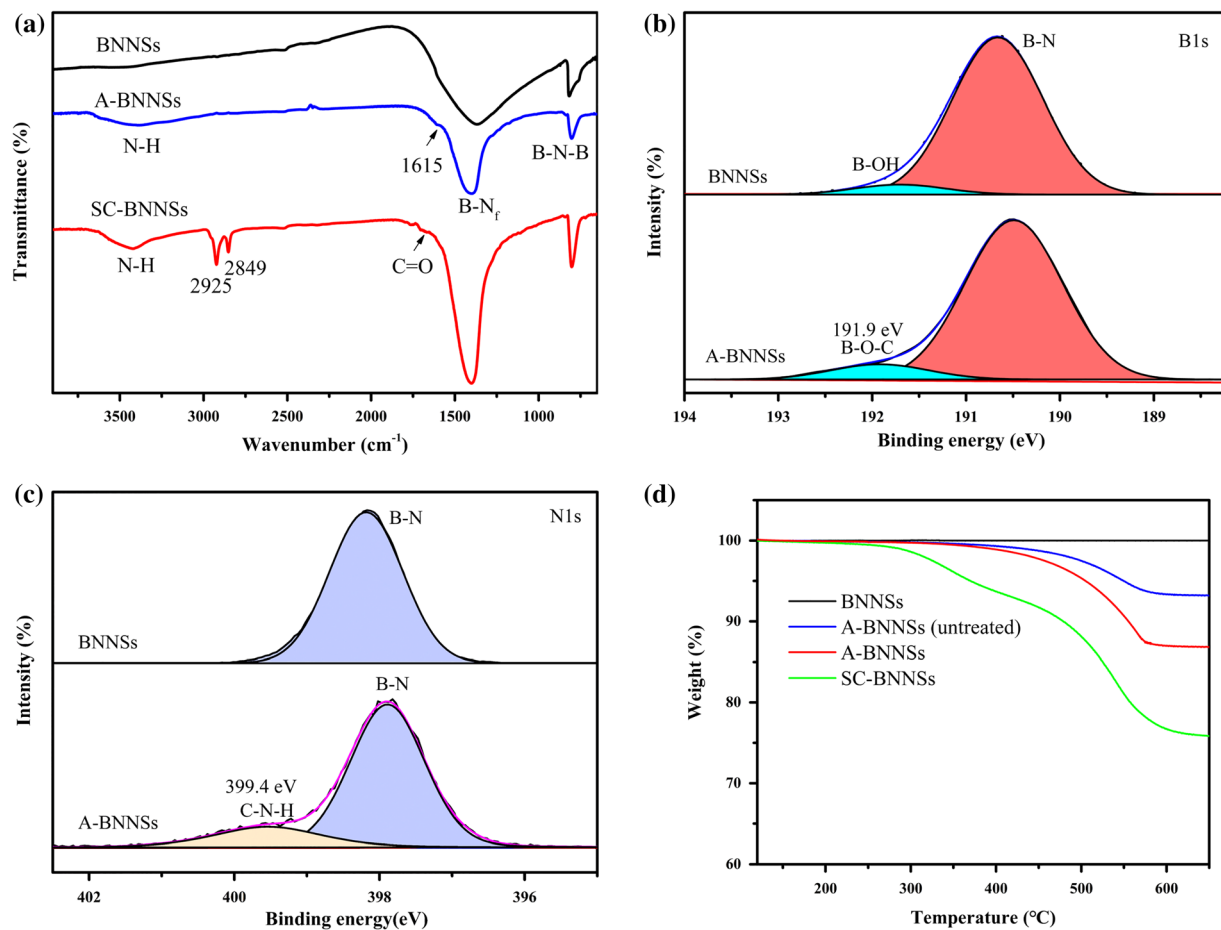 (a)
BNNSs
A-BNNSs
N-H
1615
B-N-B
B-Nf
SC-BNNSs
N-H
2925
2849
C=O
Transmittance (%)
3500 3000 2500 2000 1500 1000
Wavenumber (cm-1)
(b)
B1s
B-N
B-OH
BNNSs
191.9 eV
B-O-C
A-BNNSs
Intensity (%)
194 193 192 191 190 189
Binding energy (eV)
(c)
N1s
B-N
BNNSs
B-N
399.4 eV
C-N-H
A-BNNSs
Intensity (%)
402 400 398 396
Binding energy(eV)
(d)
100
90
80
70
60
BNNSs
A-BNNSs (untreated)
A-BNNSs
SC-BNNSs
Weight (%)
200 300 400 500 600
Temperature (℃)